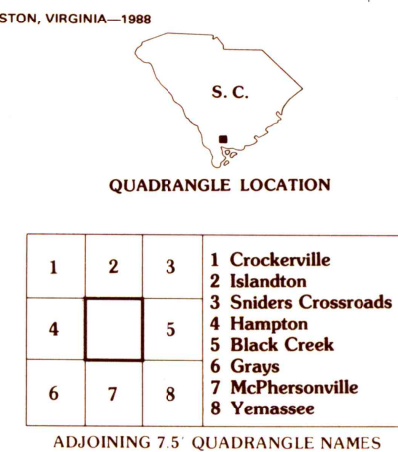 STON, VIRGINIA—1988
S. C.
QUADRANGLE LOCATION
1 2 3
4 5
6 7 8
1 Crockerville
2 Islandton
3 Sniders Crossroads
4 Hampton
5 Black Creek
6 Grays
7 McPhersonville
8 Yemassee
ADJOINING 7.5′ QUADRANGLE NAMES